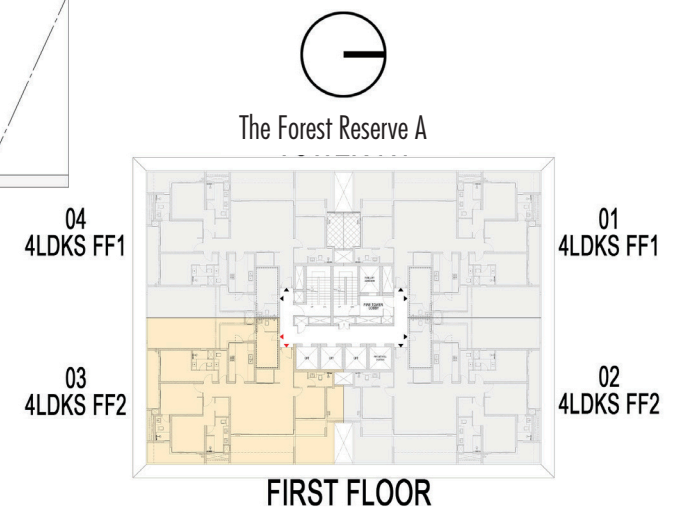 The Forest Reserve A
04
4LDKS FF1
01
4LDKS FF1
03
4LDKS FF2
02
4LDKS FF2
FIRST FLOOR